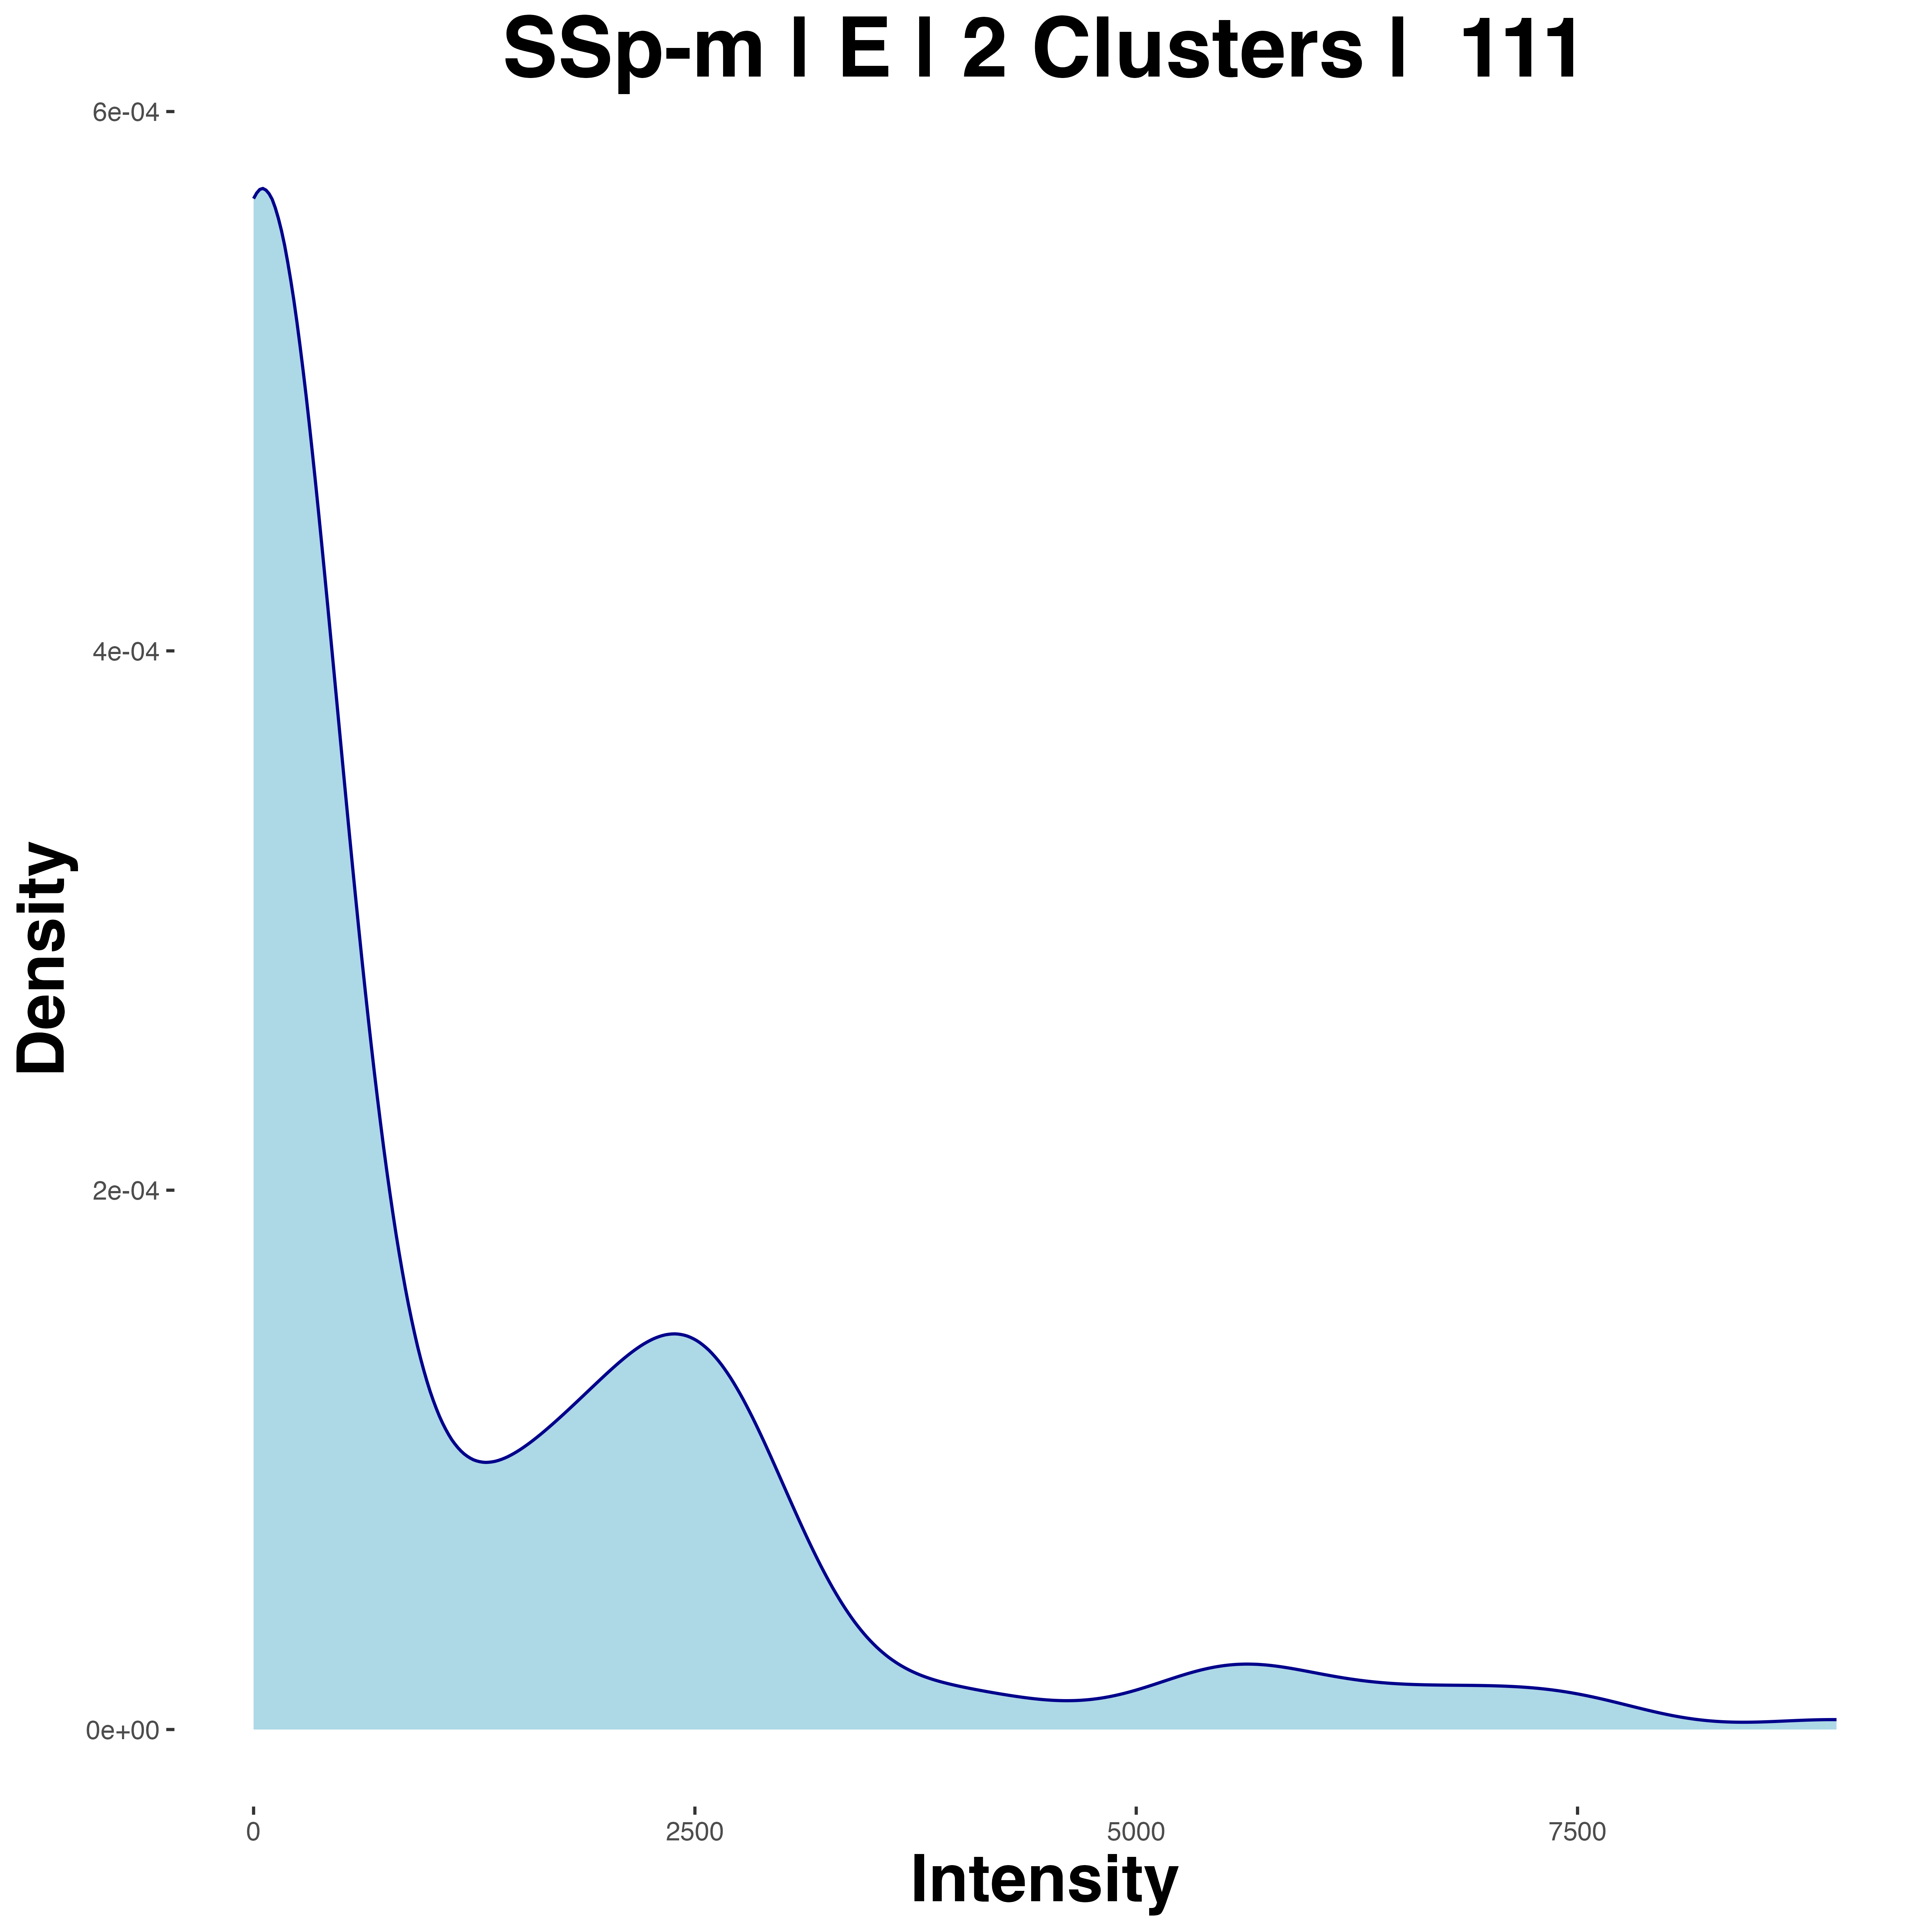 SSp-m | E | 2 Clusters | 111
6e-04
4e-04
2e-04
0e+00
Density
0 2500 5000 7500
Intensity